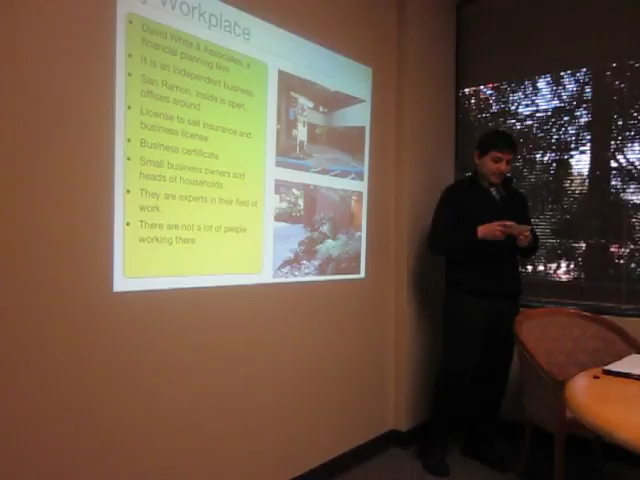 y Workplace
• David White & Associates, a
financial planning firm
• It is an independent business
• San Ramon, Inside is open,
offices around
• License to sell insurance and
business license
• Business certificate
• Small business owners and
heads of households
• They are experts in their field of
work.
• There are not a lot of people
working there